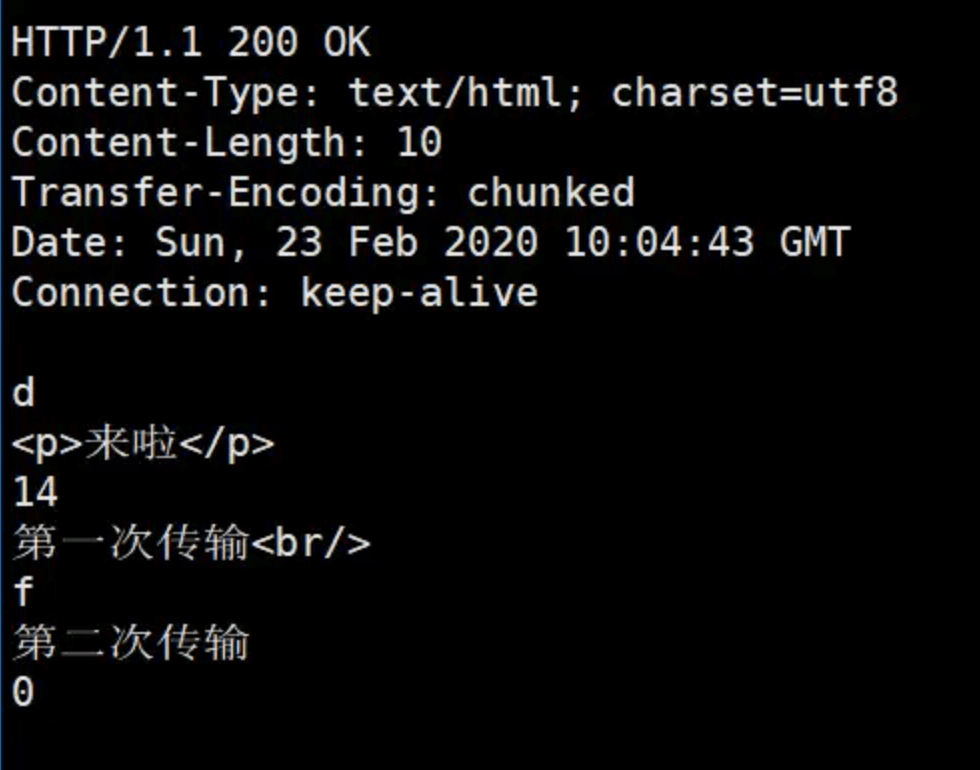 HTTP/1.1 200 OK
Content-Type: text/html; charset=utf8
Content-Length: 10
Transfer-Encoding: chunked
Date: Sun, 23 Feb 2020 10:04:43 GMT
Connection: keep-alive
d
<p>来啦</p>
14
第一次传输<br/>
f
第二次传输
0